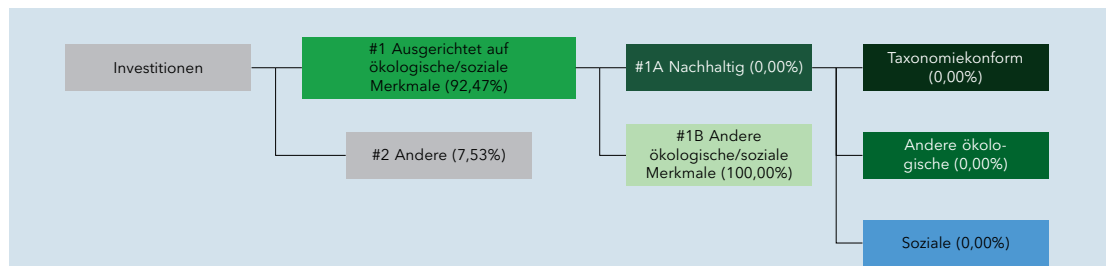 Investitionen
#1 Ausgerichtet auf
ökologische/soziale
Merkmale (92,47%)
#2 Andere (7,53%)
#1A Nachhaltig (0,00%)
#1B Andere
ökologische/soziale
Merkmale (100,00%)
Taxonomiekonform
(0,00%)
Andere ökolo-
gische (0,00%)
Soziale (0,00%)